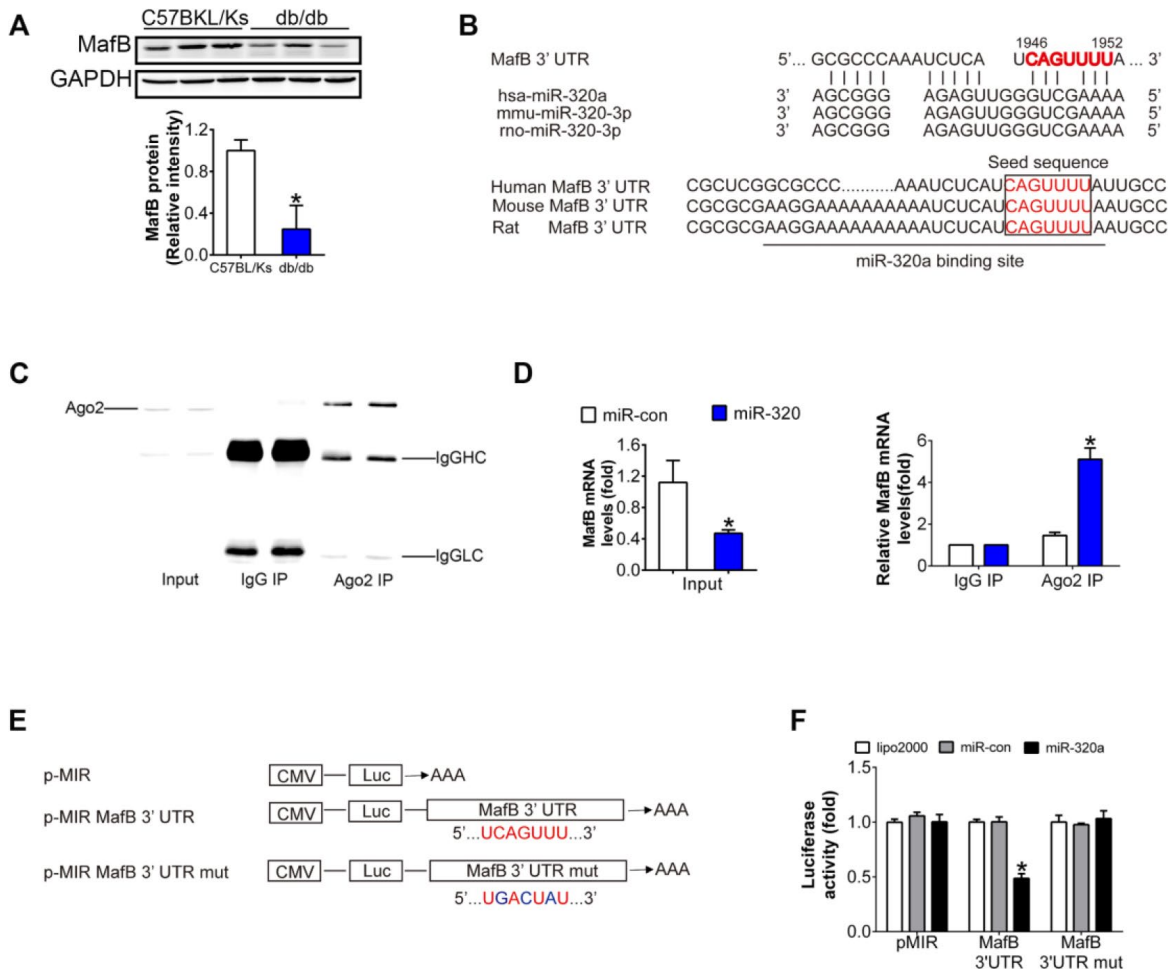 A
C57BKL/Ks db/db
MafB
GAPDH
MafB protein
(Relative intensity)
1.2
0.8
0.4
0.0
*
C57BL/Ks db/db
B
1946 1952
MafB 3’ UTR 5’... GCGCCCAAAUCUCA UCAGUUUUA ... 3’
hsa-miR-320a 3’ AGCGGG AGAGUUGGGUCGAAAA 5’
mmu-miR-320-3p 3’ AGCGGG AGAGUUGGGUCGAAAA 5’
rno-miR-320-3p 3’ AGCGGG AGAGUUGGGUCGAAAA 5’
Seed sequence
Human MafB 3’ UTR CGCUCGGCGCCC...........AAAUCUCAUCAGUUUUAUUGCC
Mouse MafB 3’ UTR CGCGCGAAGGAAAAAAAAAAUCUCAUCAGUUUUAAUGCC
Rat MafB 3’ UTR CGCGCGAAGGAAAAAAAAAAUCUCAUCAGUUUUAAUGCC
miR-320a binding site
C
Ago2
IgGHC
IgGLC
Input IgG IP Ago2 IP
D
miR-con miR-320
MafB mRNA
levels (fold)
1.6
1.2
0.8
0.4
0.0
*
Input
Relative MafB mRNA
levels(fold)
6
4
2
0
*
IgG IP Ago2 IP
E
p-MIR CMV Luc AAA
p-MIR MafB 3’ UTR CMV Luc MafB 3’ UTR AAA
5’...UCAGUUU...3’
p-MIR MafB 3’ UTR mut CMV Luc MafB 3’ UTR mut AAA
5’...UGACUAU...3’
F
lipo2000 miR-con miR-320a
Luciferase
activity (fold)
1.5
1.0
0.5
0.0
*
pMIR MafB MafB
3'UTR 3'UTR mut